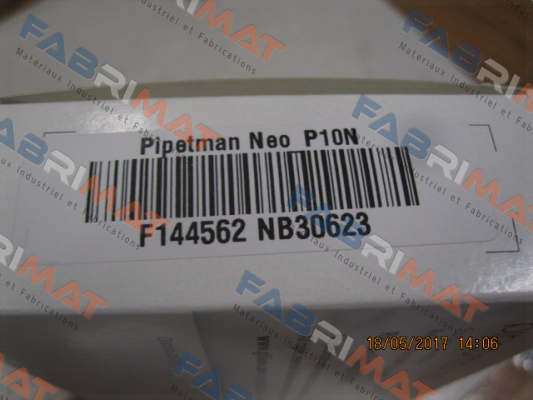 FABRIMAT
Materiaux Industriel et Fabrications
Pipetman Neo P10N
F144562 NB30623
18/05/2017 14:06